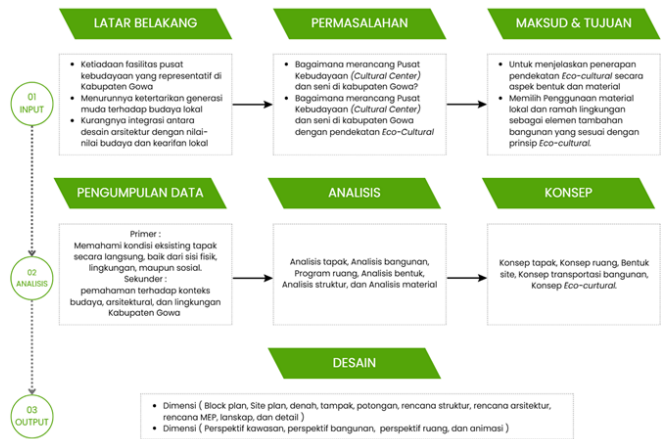 LATAR BELAKANG
PERMASALAHAN
MAKSUD & TUJUAN
01
INPUT
• Ketiadaan fasilitas pusat
kebudayaan yang representatif di
Kabupaten Gowa
• Menurunnya ketertarikan generasi
muda terhadap budaya lokal
• Kurangnya integrasi antara
desain arsitektur dengan nilai-
nilai budaya dan kearifan lokal
• Bagaimana merancang Pusat
Kebudayaan (Cultural Center)
dan seni di kabupaten Gowa?
• Bagaimana merancang Pusat
Kebudayaan (Cultural Center)
dan seni di kabupaten Gowa
dengan pendekatan Eco-Cultural
• Untuk menjelaskan penerapan
pendekatan Eco-cultural secara
aspek bentuk dan material
• Memilih Penggunaan material
lokal dan ramah lingkungan
sebagai elemen tambahan
bangunan yang sesuai dengan
prinsip Eco-cultural.
PENGUMPULAN DATA
ANALISIS
KONSEP
02
ANALISIS
Primer :
Memahami kondisi eksisting tapak
secara langsung, baik dari sisi fisik,
lingkungan, maupun sosial.
Sekunder :
pemahaman terhadap konteks
budaya, arsitektural, dan lingkungan
Kabupaten Gowa
Analisis tapak, Analisis bangunan,
Program ruang, Analisis bentuk,
Analisis struktur, dan Analisis material
Konsep tapak, Konsep ruang, Bentuk
site, Konsep transportasi bangunan,
Konsep Eco-curtural.
DESAIN
03
OUTPUT
• Dimensi ( Block plan, Site plan, denah, tampak, potongan, rencana struktur, rencana arsitektur,
rencana MEP, lanskap, dan detail )
• Dimensi ( Perspektif kawasan, perspektif bangunan, perspektif ruang, dan animasi )